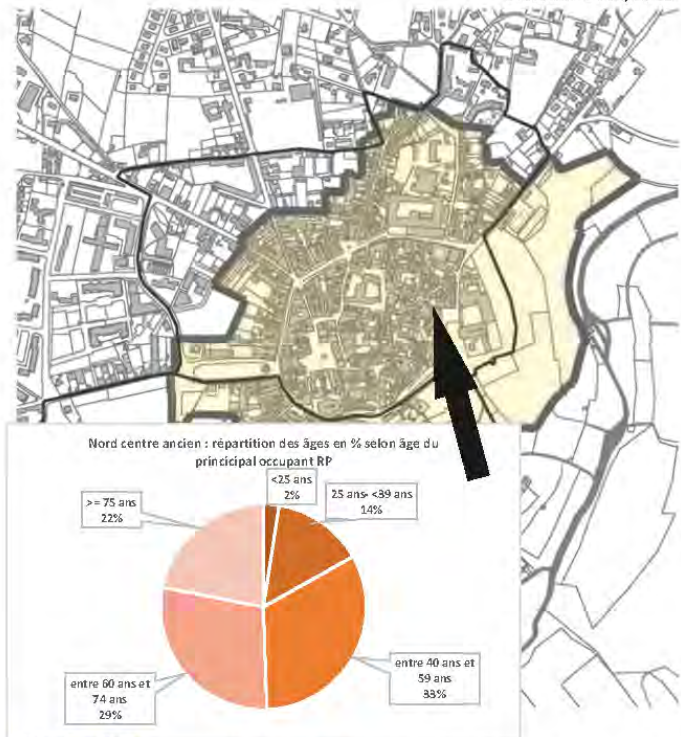 Nord centre ancien : répartition des âges en % selon âge du
princicipal occupant RP
<25 ans
2%
25 ans- <39 ans
14%
>= 75 ans
22%
entre 40 ans et
59 ans
33%
entre 60 ans et
74 ans
29%